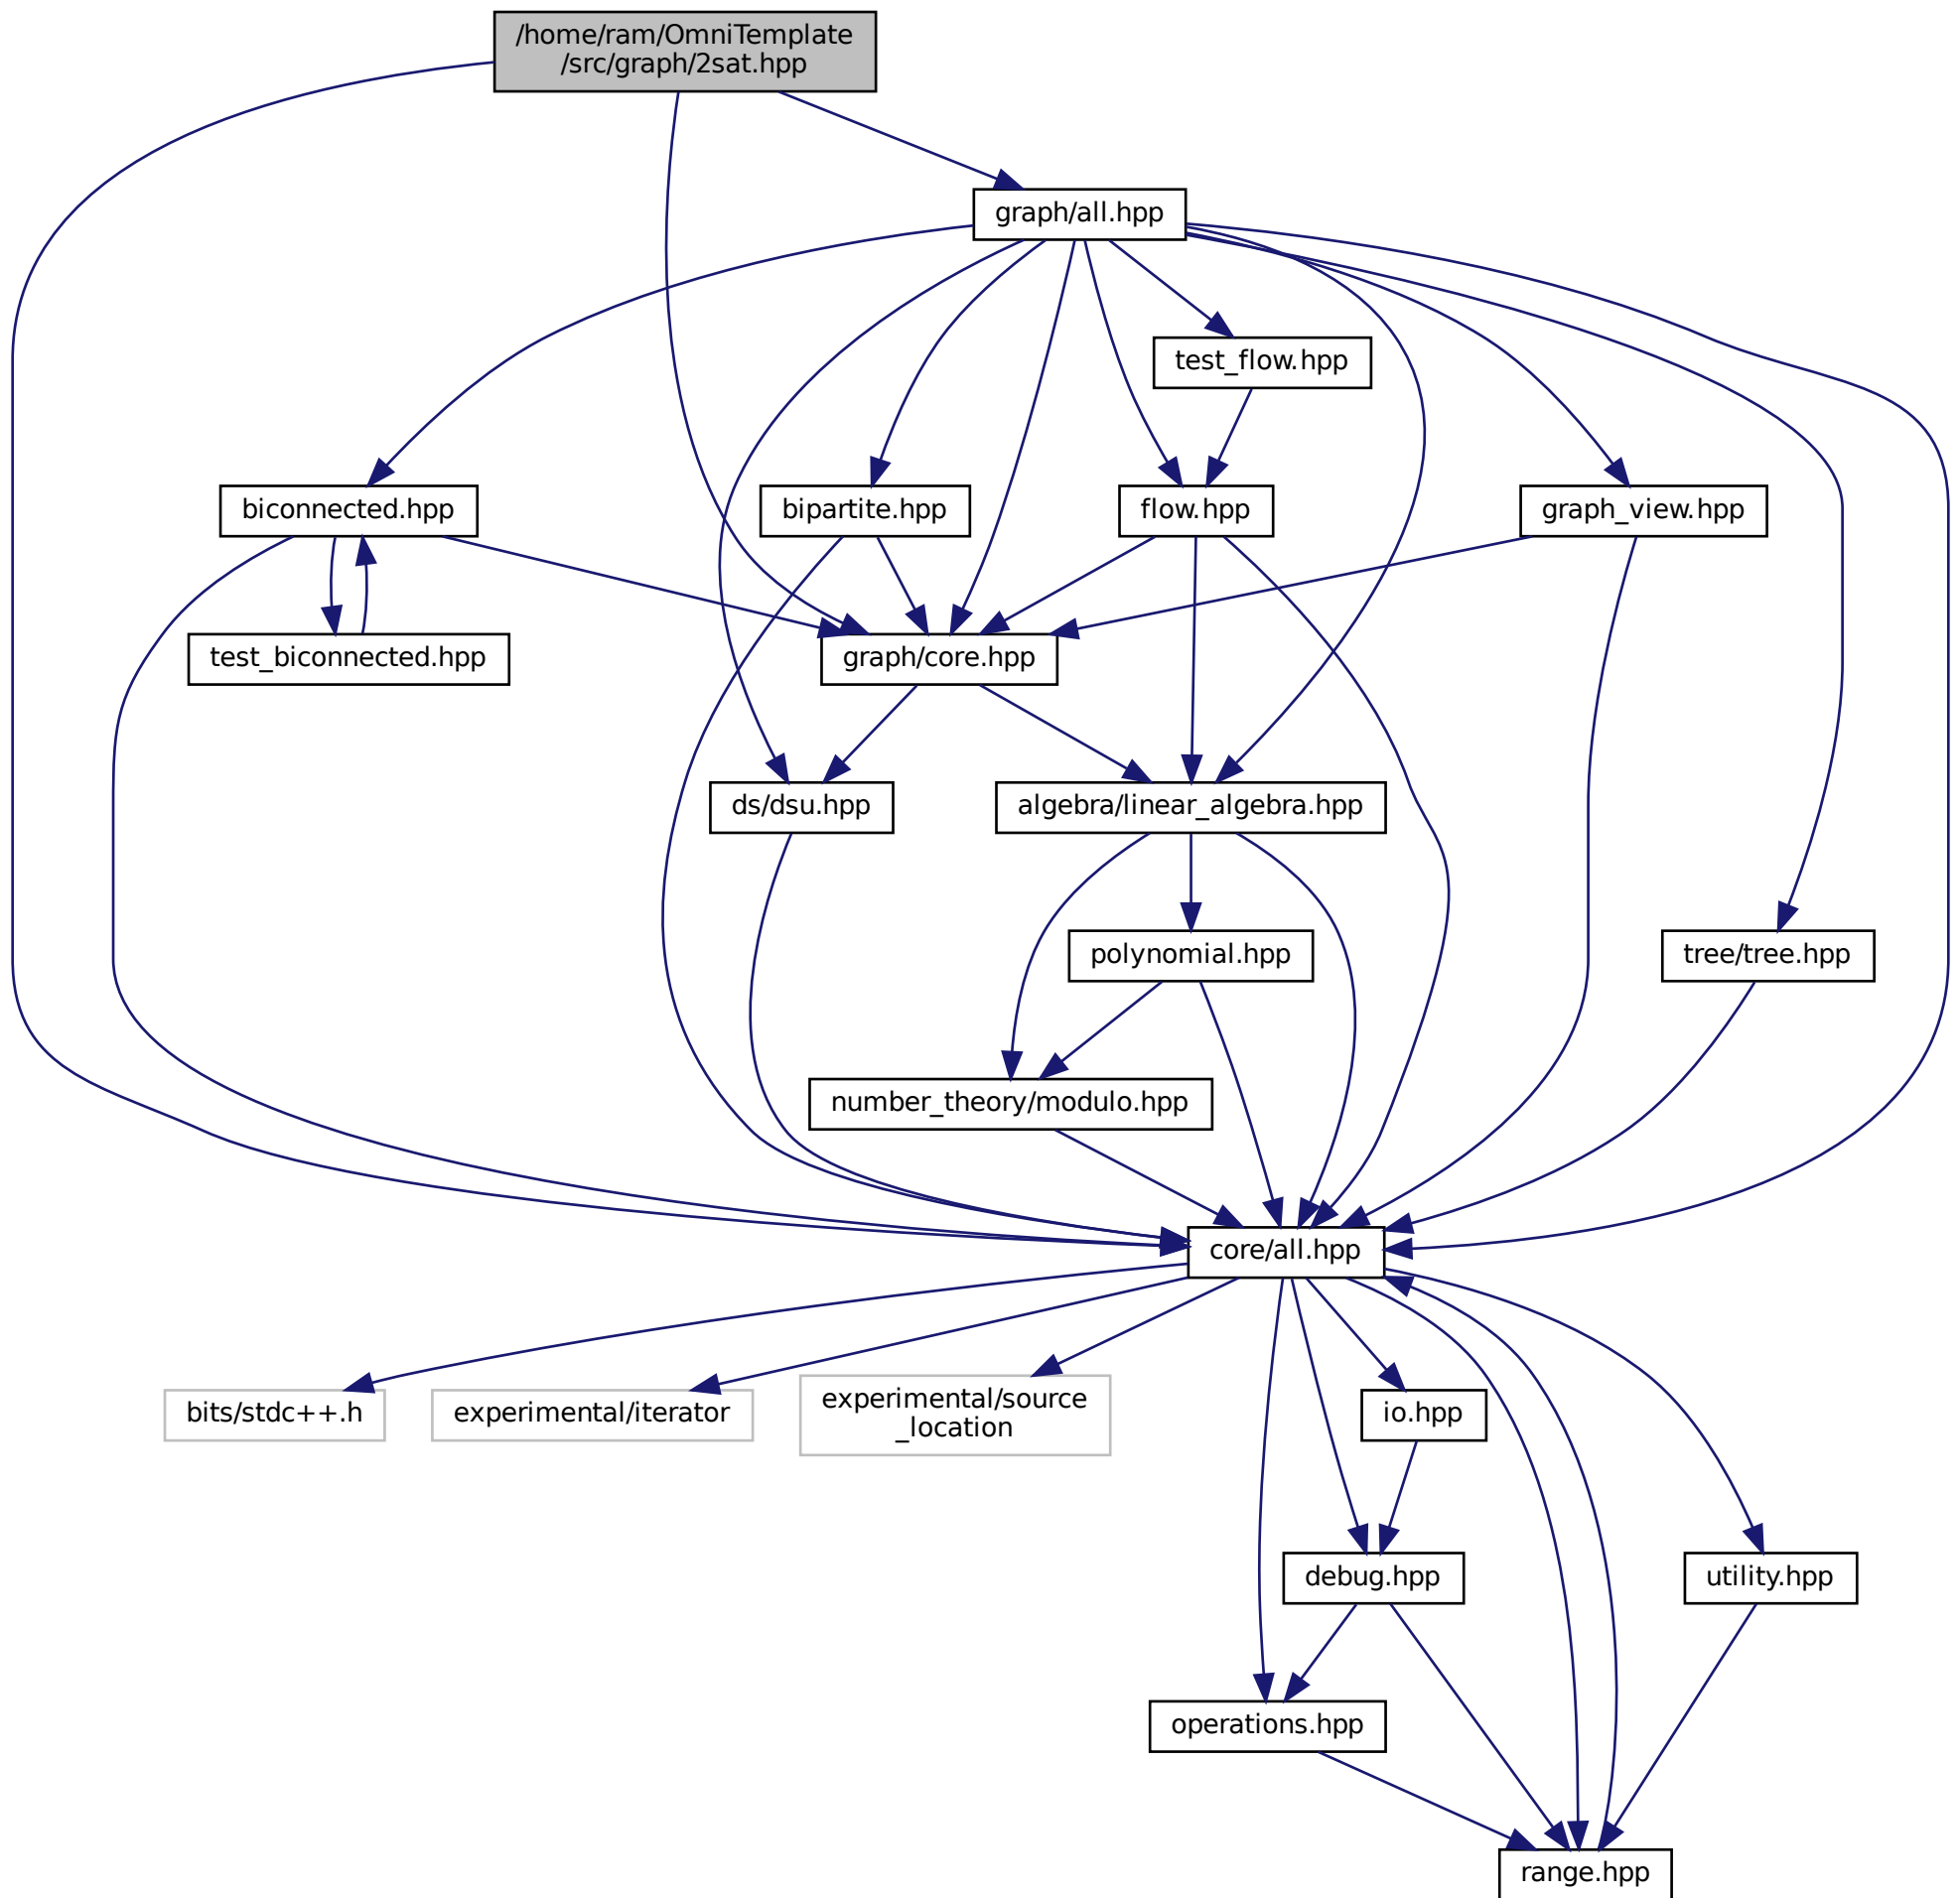 /home/ram/OmniTemplate
/src/graph/2sat.hpp
graph/all.hpp
test_flow.hpp
biconnected.hpp
bipartite.hpp
flow.hpp
graph_view.hpp
test_biconnected.hpp
graph/core.hpp
ds/dsu.hpp
algebra/linear_algebra.hpp
polynomial.hpp
tree/tree.hpp
number_theory/modulo.hpp
core/all.hpp
bits/stdc++.h
experimental/iterator
experimental/source
_location
io.hpp
debug.hpp
utility.hpp
operations.hpp
range.hpp